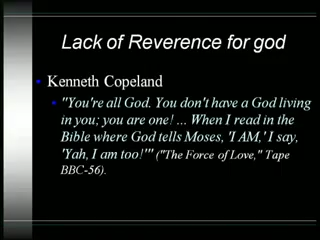 Lack of Reverence for god
Kenneth Copeland
"You're all God. You don't have a God living
in you; you are one! ... When I read in the
Bible where God tells Moses, 'I AM,' I say,
'Yah, I am too!'" ("The Force of Love," Tape
BBC-56).